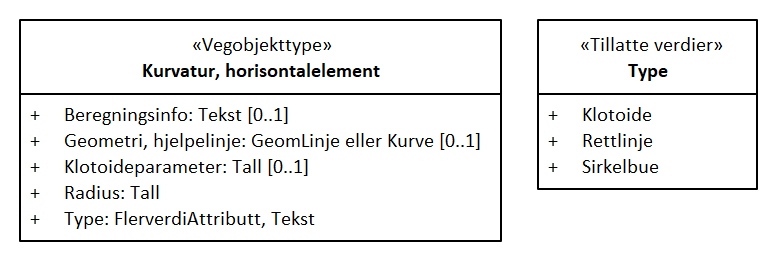 «Vegobjekttype»
Kurvatur, horisontalelement
+ Beregningsinfo: Tekst [0..1]
+ Geometri, hjelpelinje: GeomLinje eller Kurve [0..1]
+ Klotoideparameter: Tall [0..1]
+ Radius: Tall
+ Type: FlerverdiAttributt, Tekst
«Tillatte verdier»
Type
+ Klotoide
+ Rettlinje
+ Sirkelbue